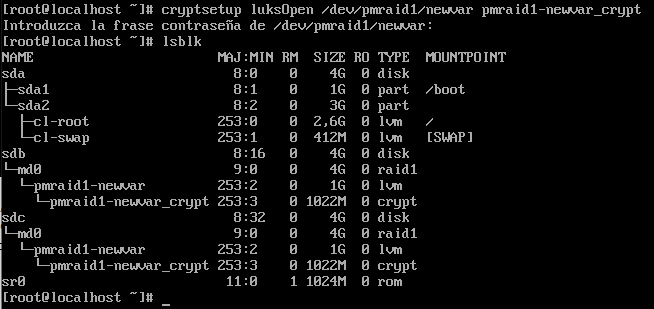 [root@localhost ~]# cryptsetup luksOpen /dev/pmraid1/newvar pmraid1-newvar_crypt
Introduzca la frase contraseña de /dev/pmraid1/newvar:
[root@localhost ~]# lsblk
NAME                         MAJ:MIN RM  SIZE RO TYPE  MOUNTPOINT
sda                            8:0    0    4G  0 disk
├─sda1                         8:1    0    1G  0 part  /boot
└─sda2                         8:2    0    3G  0 part
  ├─cl-root                  253:0    0  2,6G  0 lvm   /
  └─cl-swap                  253:1    0  412M  0 lvm   [SWAP]
sdb                            8:16   0    4G  0 disk
└─md0                          9:0    0    4G  0 raid1
  └─pmraid1-newvar           253:2    0    1G  0 lvm
    └─pmraid1-newvar_crypt   253:3    0 1022M  0 crypt
sdc                            8:32   0    4G  0 disk
└─md0                          9:0    0    4G  0 raid1
  └─pmraid1-newvar           253:2    0    1G  0 lvm
    └─pmraid1-newvar_crypt   253:3    0 1022M  0 crypt
sr0                           11:0    1 1024M  0 rom
[root@localhost ~]# _